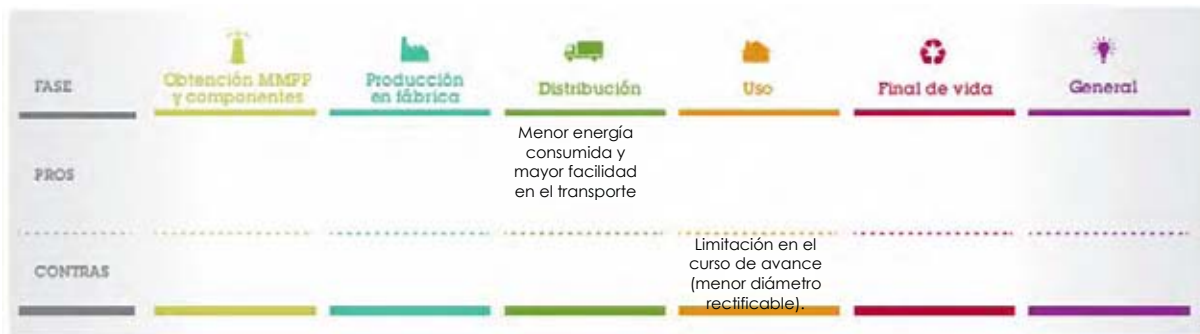 FASE
Obtención MMPP
y componentes
Producción
en fábrica
Distribución
Uso
Final de vida
General
PROS
Menor energía
consumida y
mayor facilidad
en el transporte
CONTRAS
Limitación en el
curso de avance
(menor diámetro
rectificable).